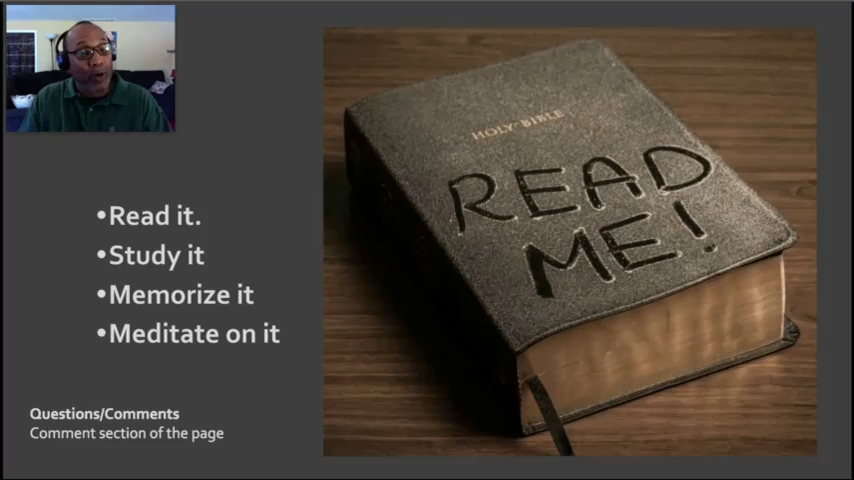 HOLY BIBLE
READ
ME!
•Read it.
•Study it
•Memorize it
•Meditate on it
Questions/Comments
Comment section of the page